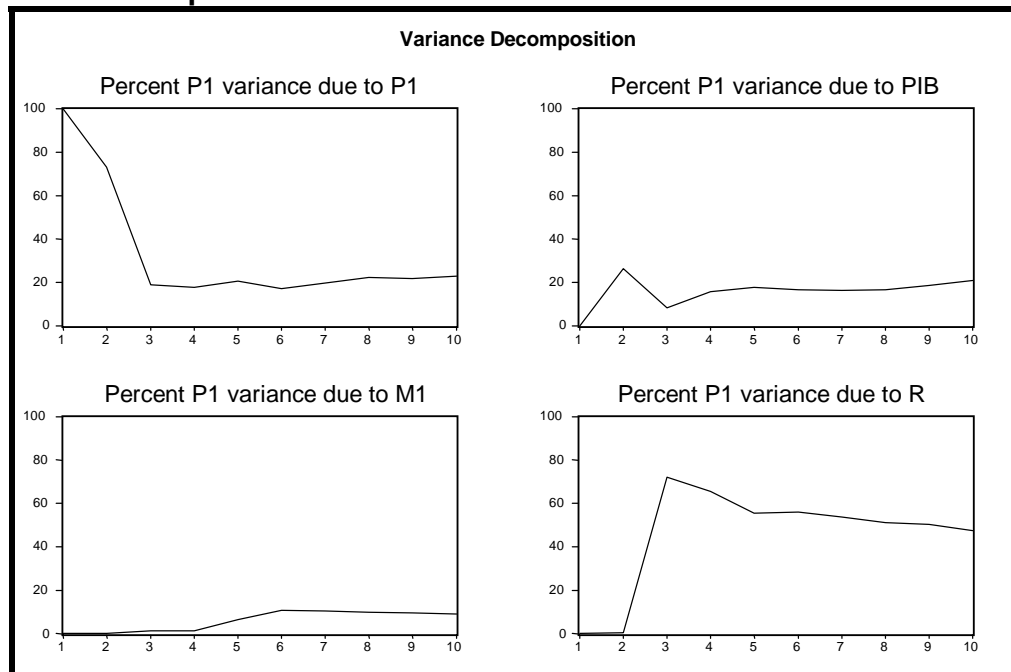 Variance Decomposition
Percent P1 variance due to P1
100
80
60
40
20
0
1 2 3 4 5 6 7 8 9 10
Percent P1 variance due to PIB
100
80
60
40
20
0
1 2 3 4 5 6 7 8 9 10
Percent P1 variance due to M1
100
80
60
40
20
0
1 2 3 4 5 6 7 8 9 10
Percent P1 variance due to R
100
80
60
40
20
0
1 2 3 4 5 6 7 8 9 10